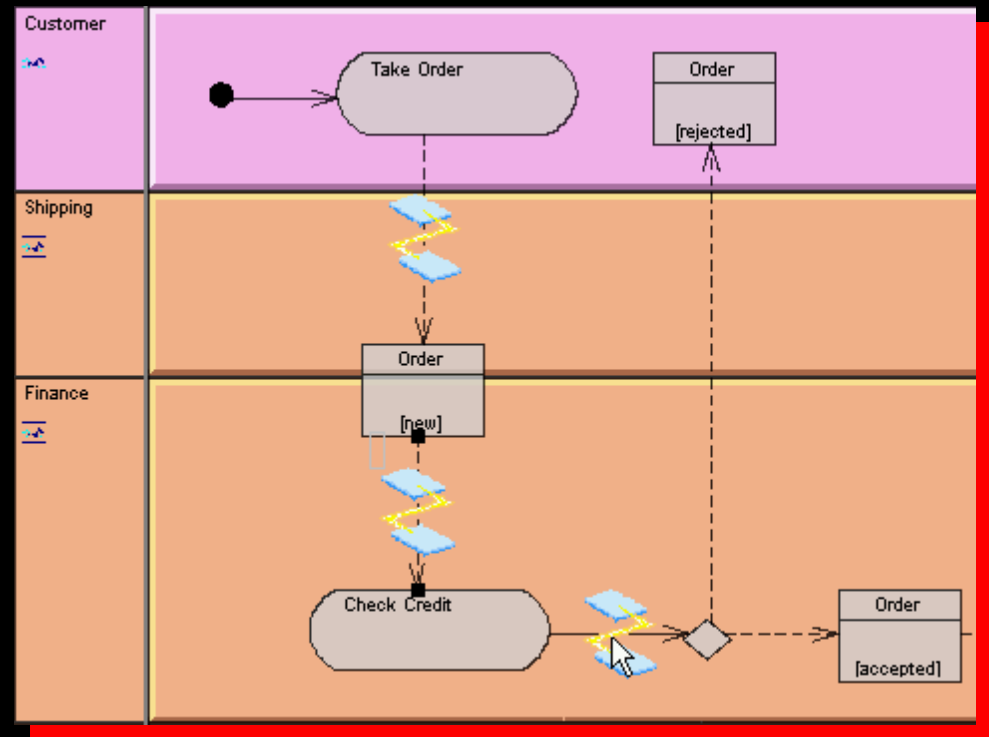 Customer
Take Order
Order
[rejected]
Shipping
Order
Finance
[new]
Check Credit
Order
[accepted]